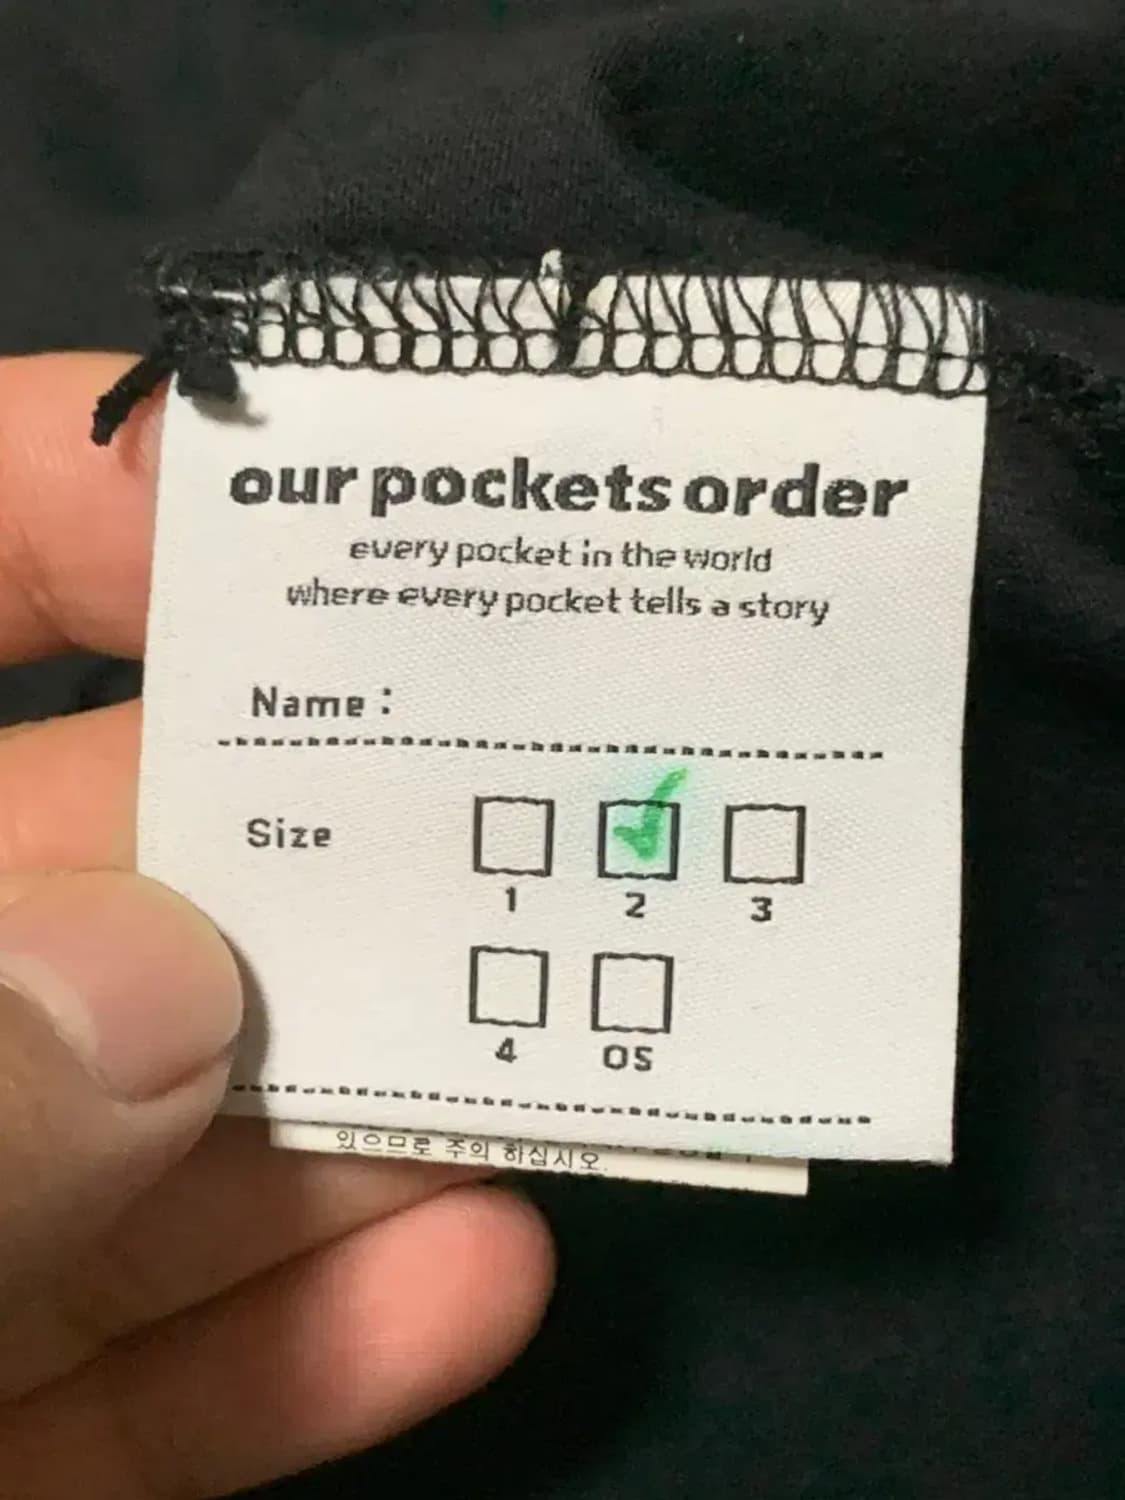 our pockets order
every pocket in the world
where every pocket tells a story
Name :
Size
1 2 3
4 OS
있으므로 주의 하십시오.